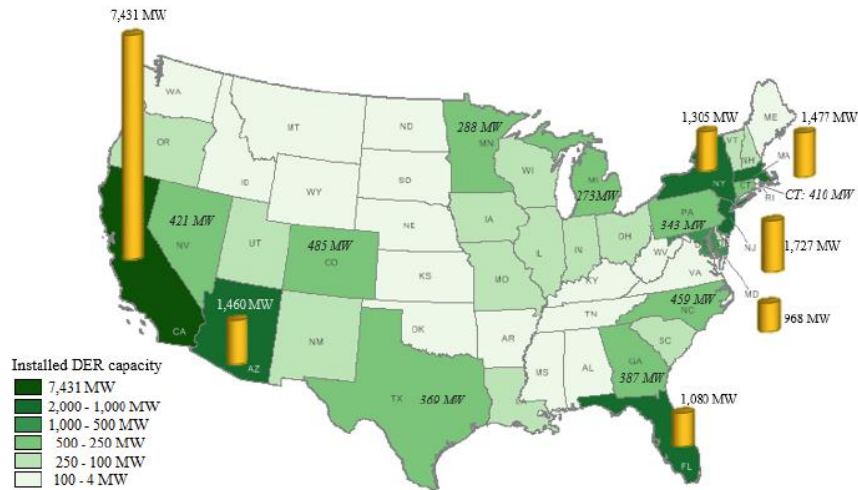 7,431 MW
WA
MT
ND
288 MW
MN
ME
1,305 MW
1,477 MW
VT
NH
MA
OR
ID
SD
WI
MI
273MW
NY
CT
RI
CT: 410 MW
WY
421 MW
NV
UT
485 MW
CO
NE
IA
IL
IN
OH
PA
343 MW
NJ
1,727 MW
WV
VA
MD
968 MW
KS
MO
KY
CA
1,460 MW
AZ
NM
OK
AR
TN
459 MW
NC
SC
MS
AL
GA
387 MW
TX
369 MW
1,080 MW
FL
Installed DER capacity
7,431 MW
2,000 - 1,000 MW
1,000 - 500 MW
500 - 250 MW
250 - 100 MW
100 - 4 MW